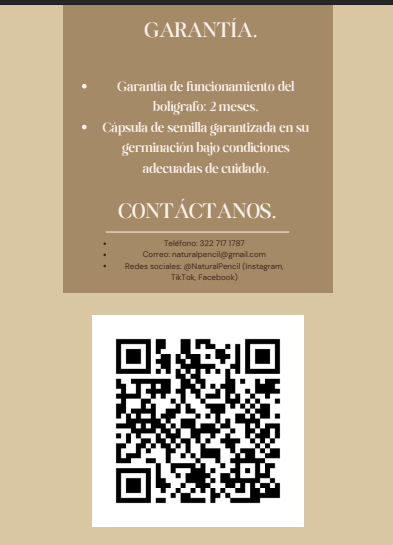 GARANTÍA.
• Garantía de funcionamiento del
bolígrafo: 2 meses.
• Cápsula de semilla garantizada en su
germinación bajo condiciones
adecuadas de cuidado.
CONTÁCTANOS.
• Teléfono: 322 717 1787
• Correo: naturalpencil@gmail.com
• Redes sociales: @NaturalPencil (Instagram,
TikTok, Facebook)